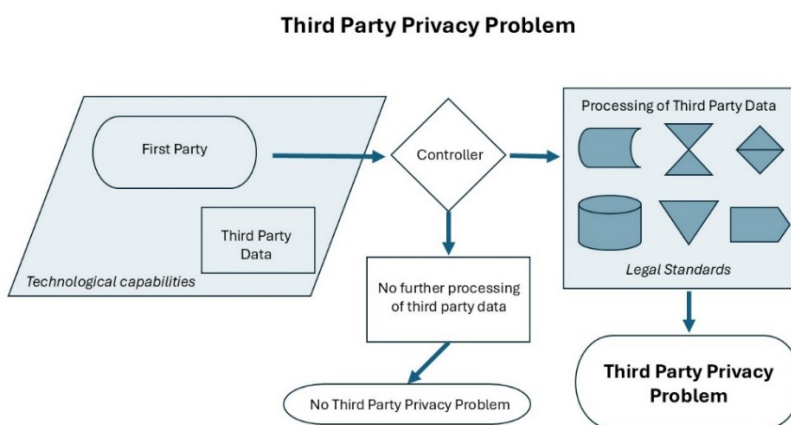 Third Party Privacy Problem
First Party
Third Party
Data
Technological capabilities
Controller
No further processing
of third party data
No Third Party Privacy Problem
Processing of Third Party Data
Legal Standards
Third Party Privacy
Problem